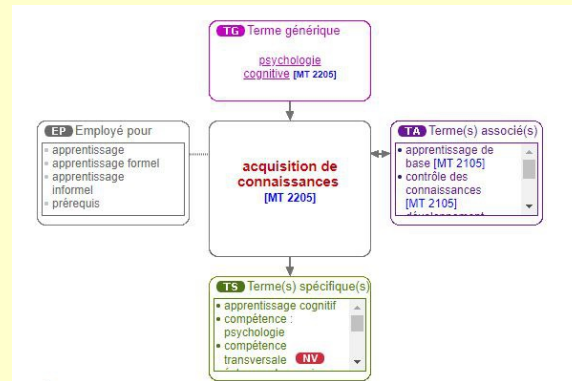 TG Terme générique
psychologie
cognitive [MT 2205]
EP Employé pour
apprentissage
apprentissage formel
apprentissage
informel
prérequis
acquisition de
connaissances
[MT 2205]
TA Terme(s) associé(s)
apprentissage de
base [MT 2105]
contrôle des
connaissances
[MT 2105]
TS Terme(s) spécifique(s)
apprentissage cognitif
compétence :
psychologie
compétence
transversale NV